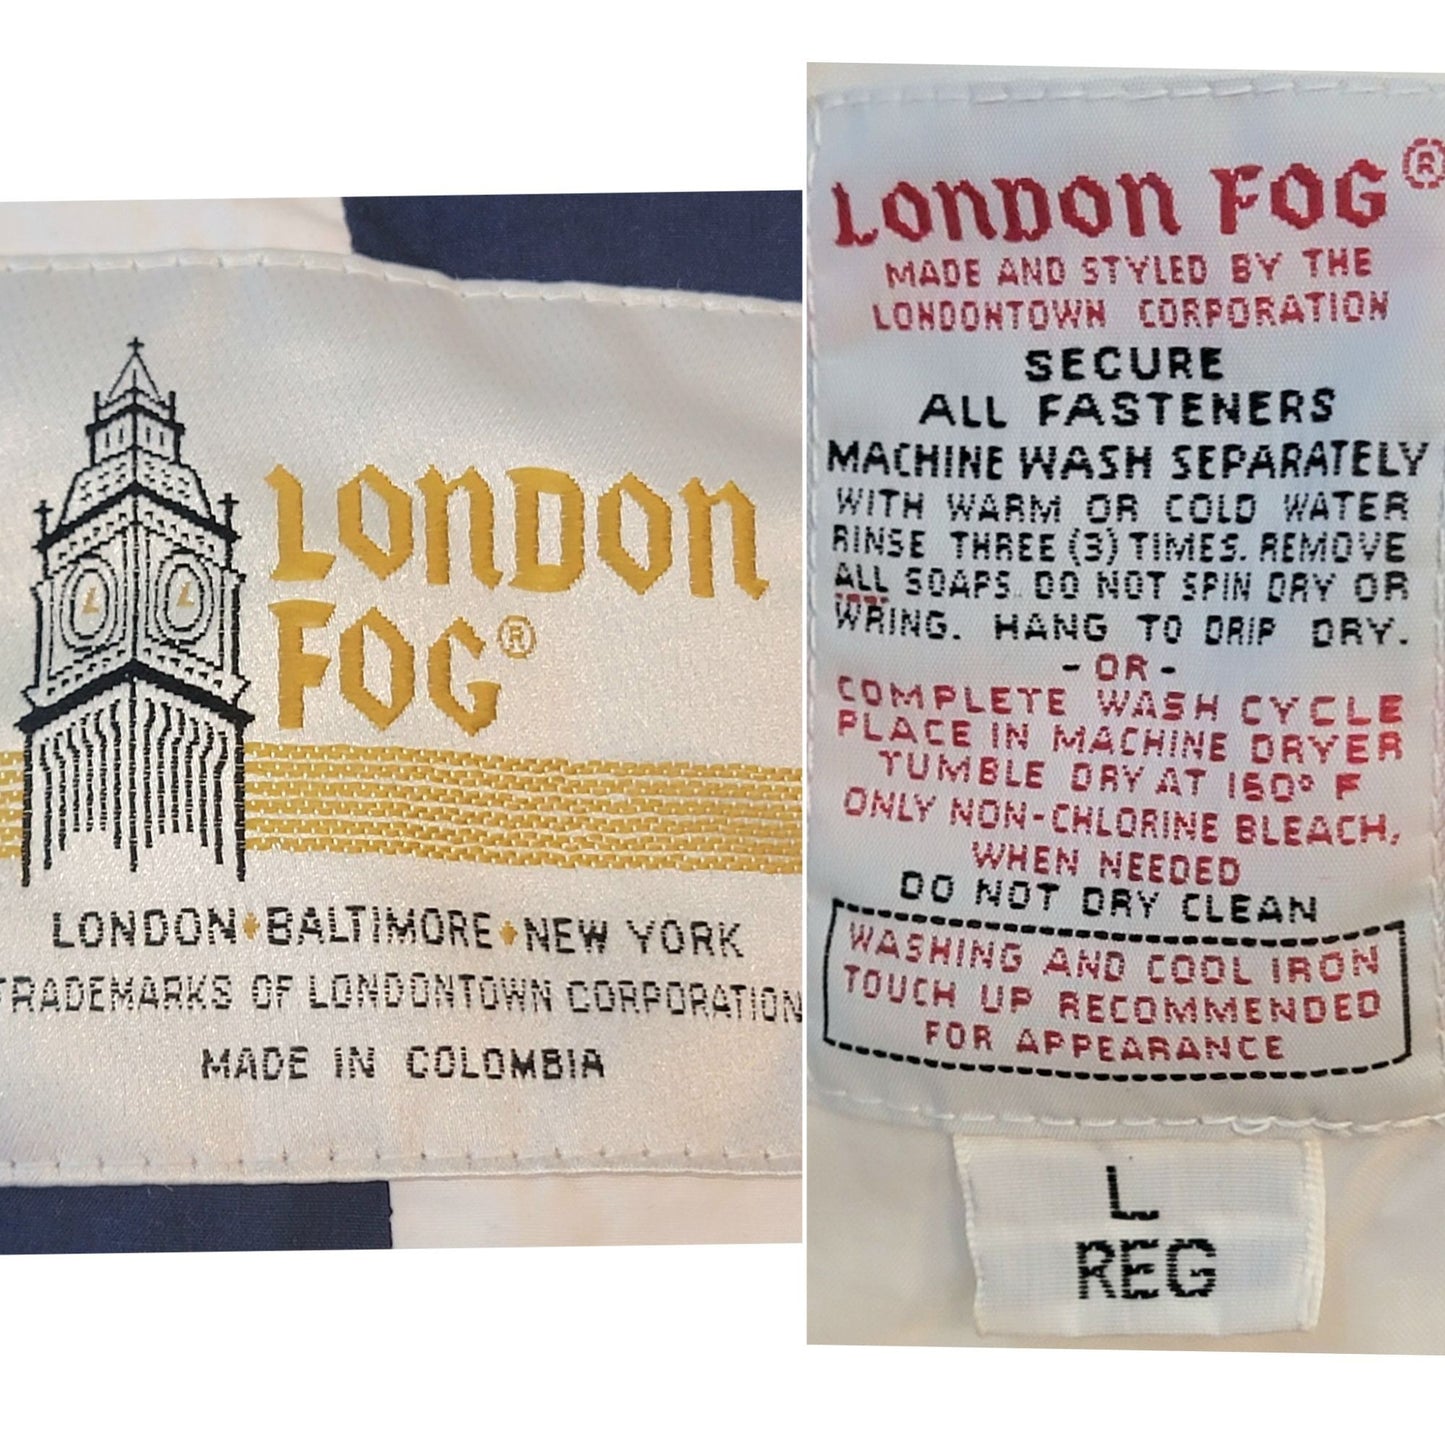 LONDON
FOG®
LONDON•BALTIMORE•NEW YORK
TRADEMARKS OF LONDONTOWN CORPORATION
MADE IN COLOMBIA
LONDON FOG®
MADE AND STYLED BY THE
LONDONTOWN CORPORATION
SECURE
ALL FASTENERS
MACHINE WASH SEPARATELY
WITH WARM OR COLD WATER
RINSE THREE (3) TIMES. REMOVE
ALL SOAPS. DO NOT SPIN DRY OR
WRING. HANG TO DRIP DRY.
-OR-
COMPLETE WASH CYCLE
PLACE IN MACHINE DRYER
TUMBLE DRY AT 160° F
ONLY NON-CHLORINE BLEACH,
WHEN NEEDED
DO NOT DRY CLEAN
WASHING AND COOL IRON
TOUCH UP RECOMMENDED
FOR APPEARANCE
L
REG